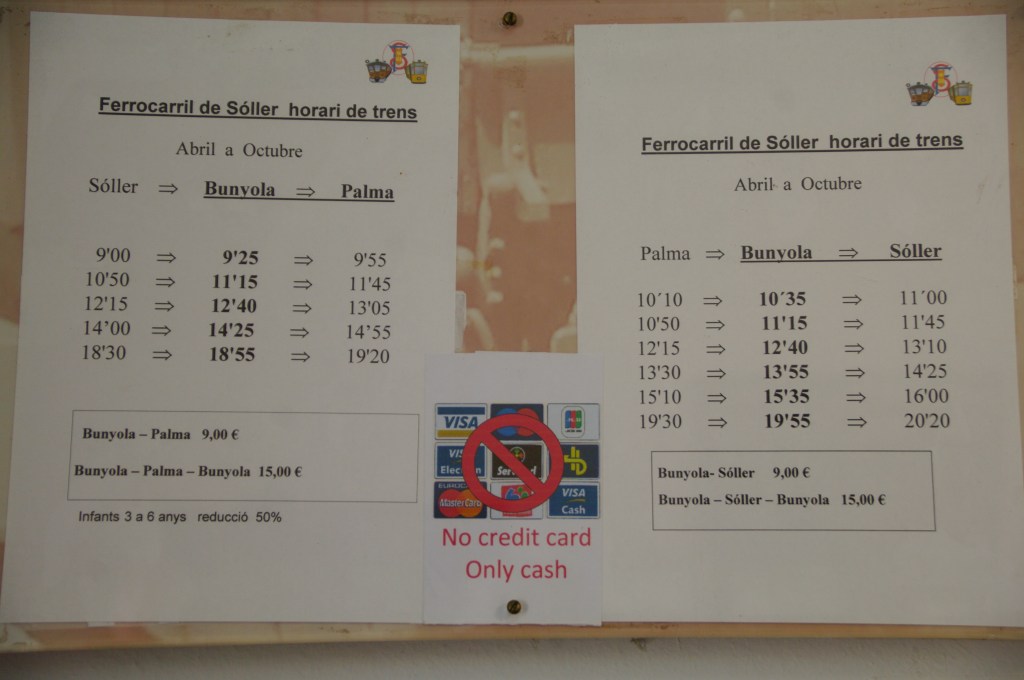 Ferrocarril de Sóller horari de trens
Abril a Octubre
Sóller ⇒ Bunyola ⇒ Palma
9'00 ⇒ 9'25 ⇒ 9'55
10'50 ⇒ 11'15 ⇒ 11'45
12'15 ⇒ 12'40 ⇒ 13'05
14’00 ⇒ 14'25 ⇒ 14’55
18'30 ⇒ 18'55 ⇒ 19'20
Bunyola – Palma 9,00 €
Bunyola – Palma – Bunyola 15,00 €
Infants 3 a 6 anys reducció 50%
VISA
VISA
Electron
EUROCARD
MasterCard
VISA
Cash
No credit card
Only cash
Ferrocarril de Sóller horari de trens
Abril a Octubre
Palma ⇒ Bunyola ⇒ Sóller
10'10 ⇒ 10´35 ⇒ 11´00
10'50 ⇒ 11'15 ⇒ 11'45
12'15 ⇒ 12'40 ⇒ 13'10
13'30 ⇒ 13'55 ⇒ 14'25
15'10 ⇒ 15'35 ⇒ 16'00
19'30 ⇒ 19'55 ⇒ 20'20
Bunyola- Sóller 9,00 €
Bunyola – Sóller – Bunyola 15,00 €